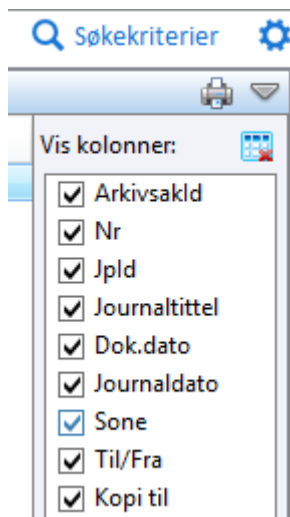 Søkekriterier
Vis kolonner:
ArkivsakId
Nr
JpId
Journaltittel
Dok.dato
Journaldato
Sone
Til/Fra
Kopi til